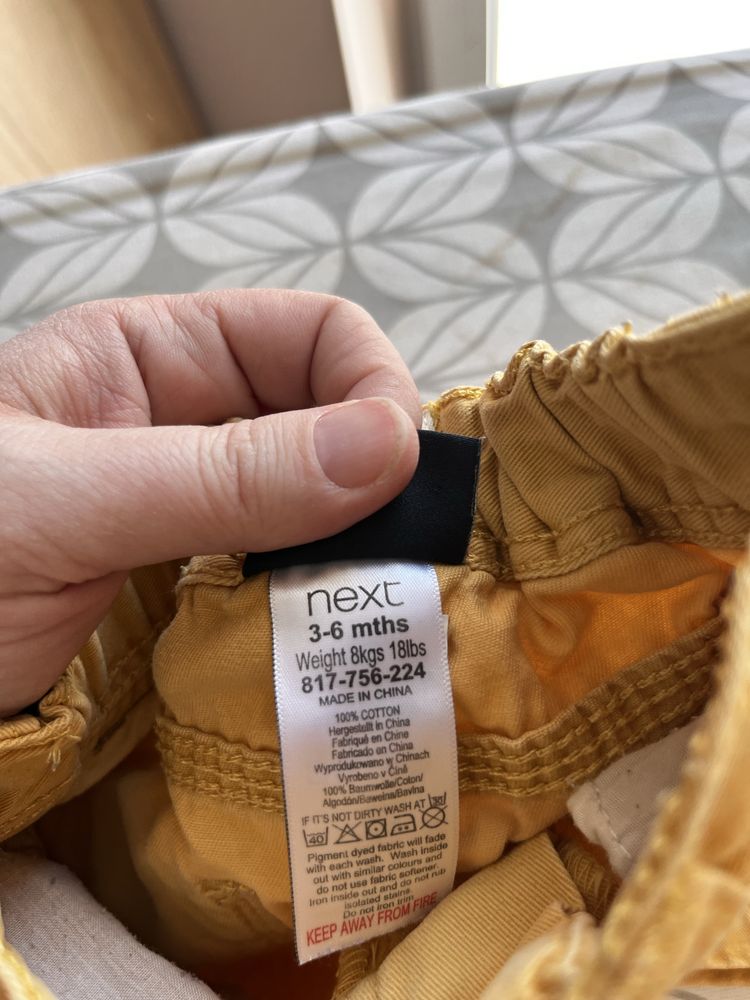 next
3-6 mths
Weight 8kgs 18lbs
817-756-224
MADE IN CHINA
100% COTTON
Hergestellt in China
Fabriqué en Chine
Fabricado en China
Wyprodukowano w Chinach
Vyrobeno v Číně
100% Baumwolle/Coton/
Algodón/Bawełna/Bavlna
IF IT'S NOT DIRTY WASH AT 30
40
Pigment dyed fabric will fade
with each wash. Wash inside
out with similar colours and
do not use fabric softener.
Iron inside out and do not rub
isolated stains.
Do not iron trim
KEEP AWAY FROM FIRE